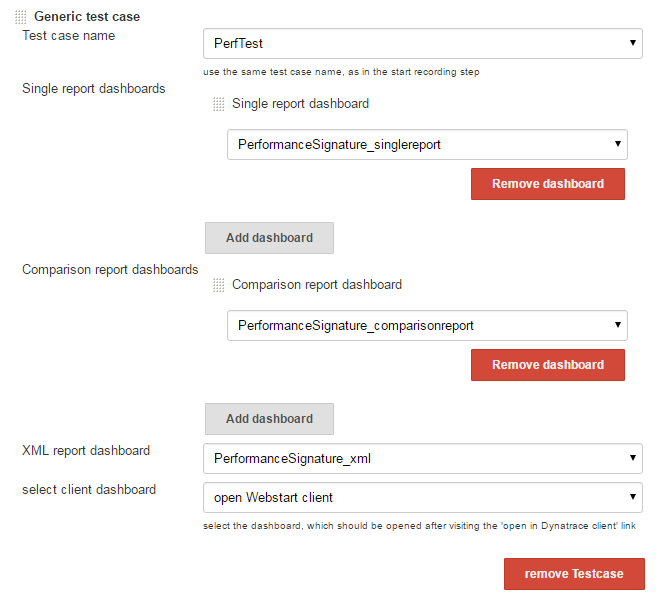 Generic test case
Test case name
PerfTest
use the same test case name, as in the start recording step
Single report dashboards
Single report dashboard
PerformanceSignature_singlereport
Remove dashboard
Add dashboard
Comparison report dashboards
Comparison report dashboard
PerformanceSignature_comparisonreport
Remove dashboard
Add dashboard
XML report dashboard
PerformanceSignature_xml
select client dashboard
open Webstart client
select the dashboard, which should be opened after visiting the 'open in Dynatrace client' link
remove Testcase